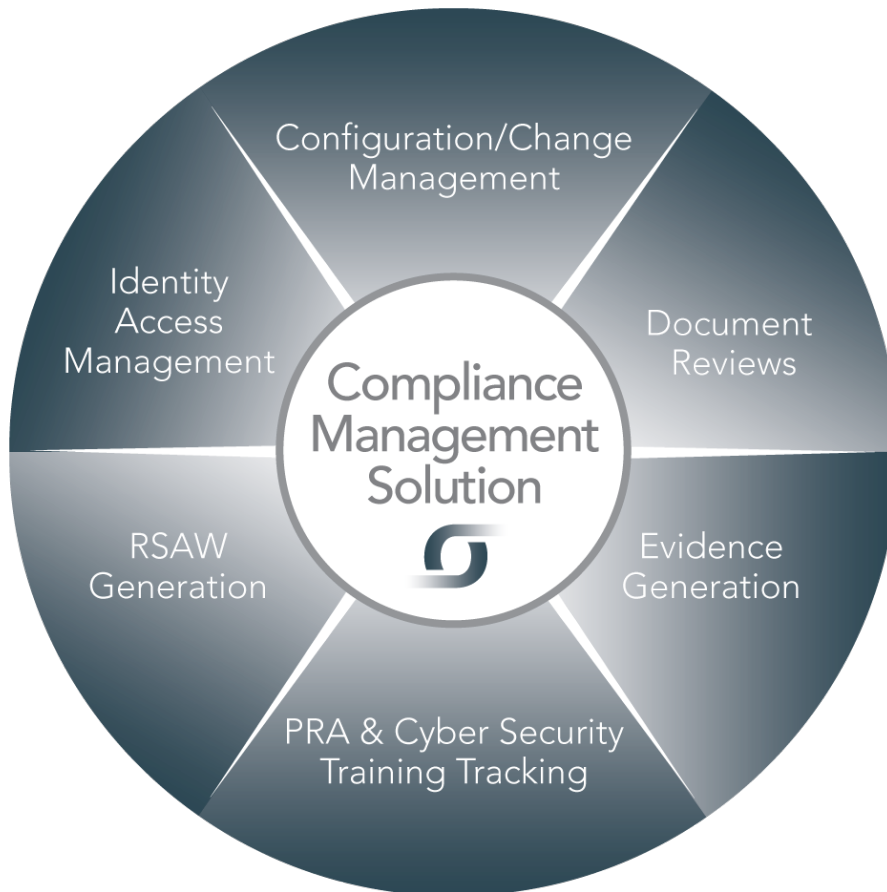 Configuration/Change
Management
Document
Reviews
Evidence
Generation
PRA & Cyber Security
Training Tracking
RSAW
Generation
Identity
Access
Management
Compliance
Management
Solution